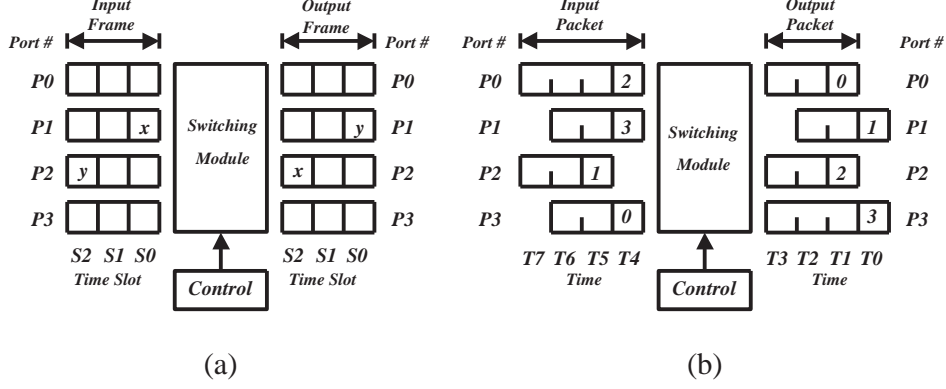 Input
Frame
Output
Frame
Port #
Port #
P0
P0
P1
x
y
P1
P2
y
x
P2
P3
P3
Switching
Module
S2 S1 S0
Time Slot
S2 S1 S0
Time Slot
Control
(a)
Input
Packet
Output
Packet
Port #
Port #
P0
2
0
P0
P1
3
1
P1
P2
1
2
P2
P3
0
3
P3
Switching
Module
T7 T6 T5 T4
Time
T3 T2 T1 T0
Time
Control
(b)